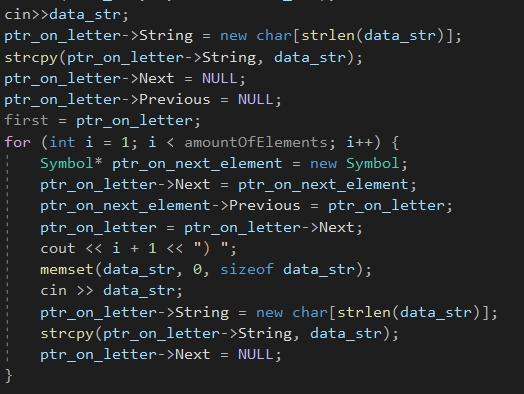 cin>>data_str;
ptr_on_letter->String = new char[strlen(data_str)];
strcpy(ptr_on_letter->String, data_str);
ptr_on_letter->Next = NULL;
ptr_on_letter->Previous = NULL;
first = ptr_on_letter;
for (int i = 1; i < amountOfElements; i++) {
    Symbol* ptr_on_next_element = new Symbol;
    ptr_on_letter->Next = ptr_on_next_element;
    ptr_on_next_element->Previous = ptr_on_letter;
    ptr_on_letter = ptr_on_letter->Next;
    cout << i + 1 << ") ";
    memset(data_str, 0, sizeof data_str);
    cin >> data_str;
    ptr_on_letter->String = new char[strlen(data_str)];
    strcpy(ptr_on_letter->String, data_str);
    ptr_on_letter->Next = NULL;
}